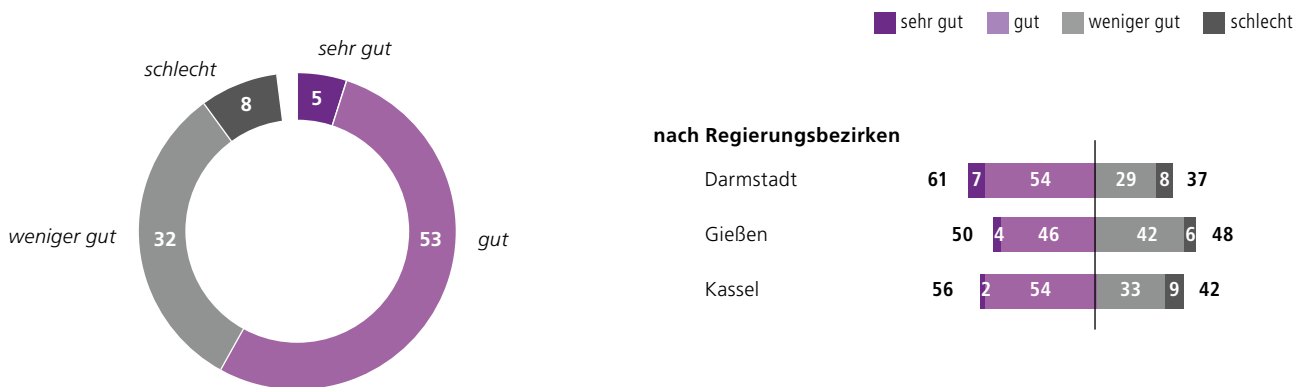 sehr gut gut weniger gut schlecht
sehr gut
schlecht
5
8
weniger gut
32
53
gut
nach Regierungsbezirken
Darmstadt 61 7 54 29 8 37
Gießen 50 4 46 42 6 48
Kassel 56 2 54 33 9 42